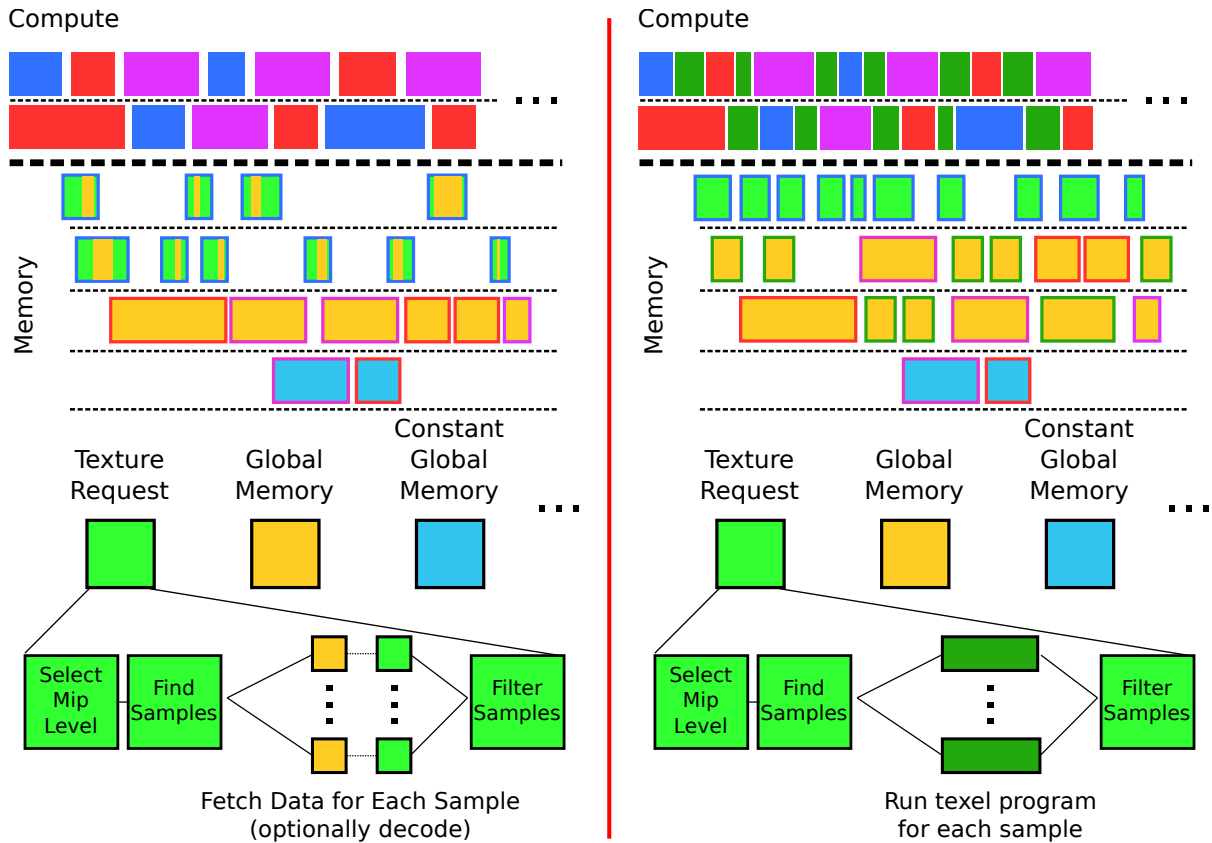 Compute
Memory
Texture
Request
Global
Memory
Constant
Global
Memory
Select
Mip
Level
Find
Samples
Filter
Samples
Fetch Data for Each Sample
(optionally decode)
Compute
Memory
Texture
Request
Global
Memory
Constant
Global
Memory
Select
Mip
Level
Find
Samples
Filter
Samples
Run texel program
for each sample